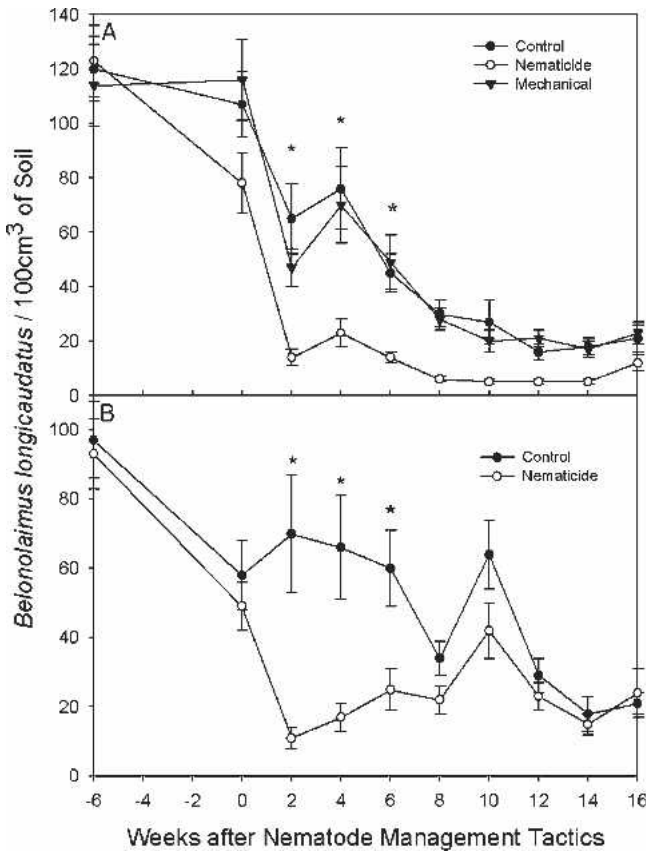 Belonolaimus longicaudatus / 100cm³ of Soil
A
140
120
100
80
60
40
20
0
Control
Nematicide
Mechanical
*
*
*
B
100
80
60
40
20
0
Control
Nematicide
*
*
*
-6 -4 -2 0 2 4 6 8 10 12 14 16
Weeks after Nematode Management Tactics